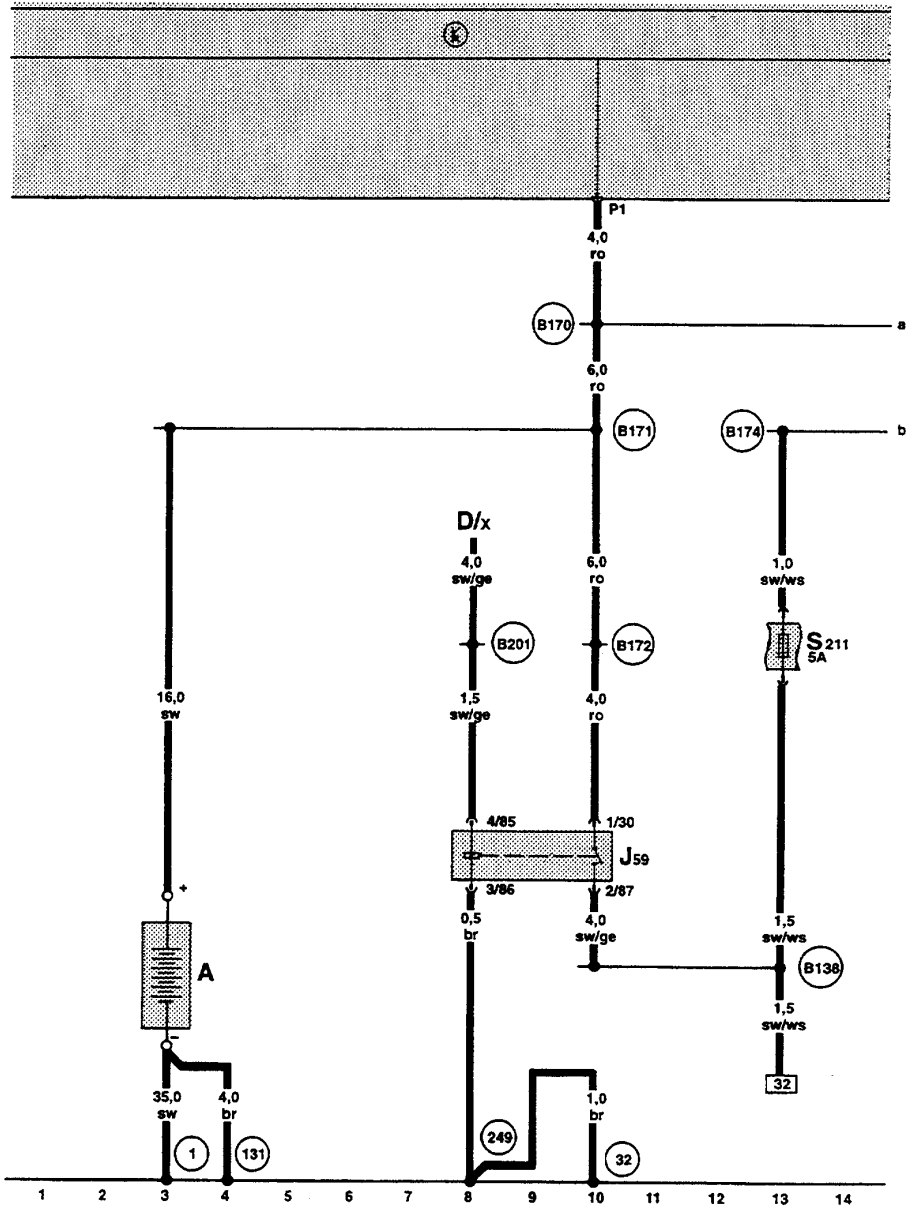 P1
4,0
ro
B170
a
6,0
ro
B171
B174
b
D/x
4,0
sw/ge
6,0
ro
1,0
sw/ws
B201
B172
S211
5A
16,0
sw
1,5
sw/ge
4,0
ro
4/85
1/30
J59
3/86
2/87
+
A
−
0,5
br
4,0
sw/ge
1,5
sw/ws
B138
1,5
sw/ws
32
35,0
sw
4,0
br
1,0
br
1
131
249
32
1 2 3 4 5 6 7 8 9 10 11 12 13 14